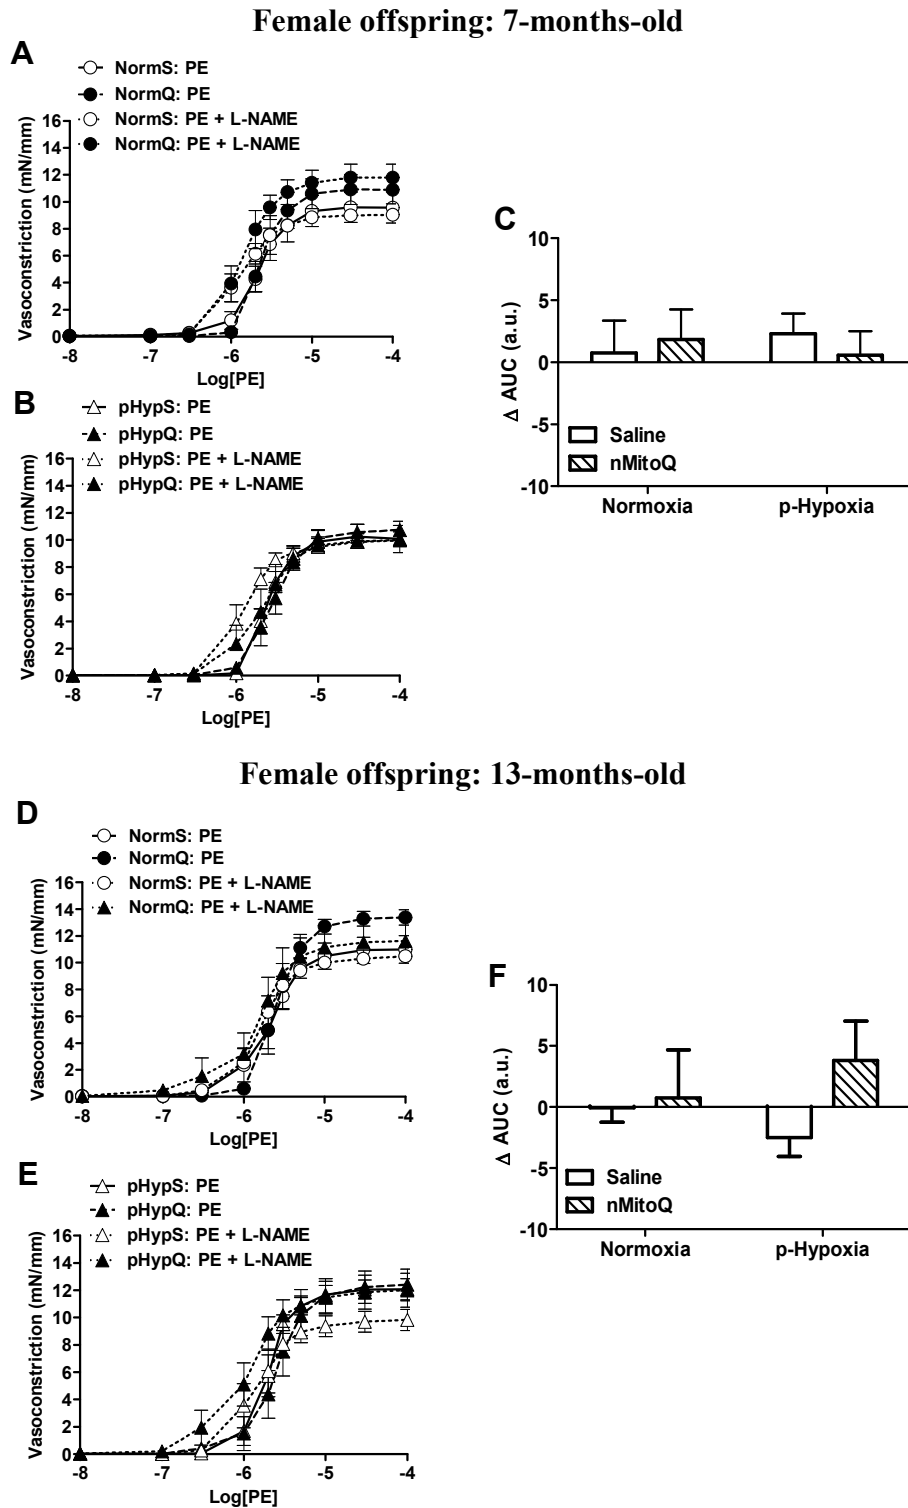 Female offspring: 7-months-old
A
NormS: PE
NormQ: PE
NormS: PE + L-NAME
NormQ: PE + L-NAME
Vasoconstriction (mN/mm)
16
14
12
10
8
6
4
2
0
-8 -7 -6 -5 -4
Log[PE]
B
pHypS: PE
pHypQ: PE
pHypS: PE + L-NAME
pHypQ: PE + L-NAME
Vasoconstriction (mN/mm)
16
14
12
10
8
6
4
2
0
-8 -7 -6 -5 -4
Log[PE]
C
Δ AUC (a.u.)
10
5
0
-5
-10
Saline
nMitoQ
Normoxia p-Hypoxia
Female offspring: 13-months-old
D
NormS: PE
NormQ: PE
NormS: PE + L-NAME
NormQ: PE + L-NAME
Vasoconstriction (mN/mm)
16
14
12
10
8
6
4
2
0
-8 -7 -6 -5 -4
Log[PE]
E
pHypS: PE
pHypQ: PE
pHypS: PE + L-NAME
pHypQ: PE + L-NAME
Vasoconstriction (mN/mm)
16
14
12
10
8
6
4
2
0
-8 -7 -6 -5 -4
Log[PE]
F
Δ AUC (a.u.)
10
5
0
-5
-10
Saline
nMitoQ
Normoxia p-Hypoxia